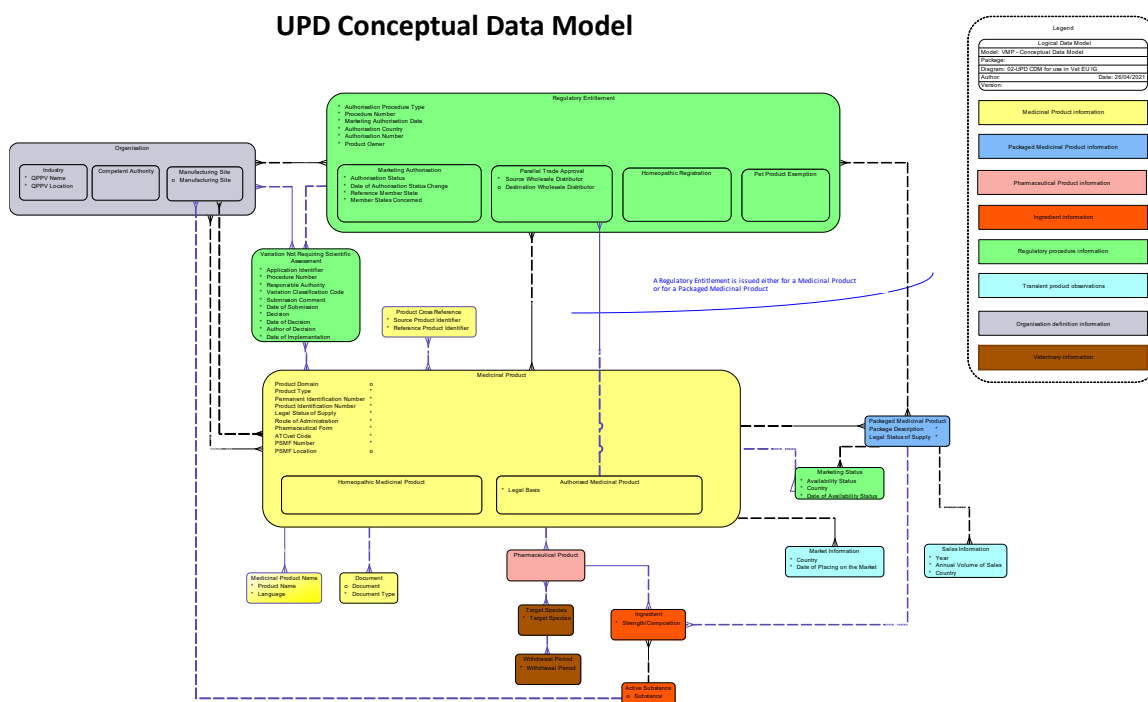 UPD Conceptual Data Model
Legend
Logical Data Model
Model: VMP - Conceptual Data Model
Package:
Diagram: 02-UPD CDM for use in Vet EU IG
Author: Date: 26/04/2021
Version:
Medicinal Product information
Packaged Medicinal Product information
Pharmaceutical Product information
Ingredient information
Regulatory procedure information
Transient product observations
Organisation definition information
Veterinary information
Regulatory Entitlement
* Authorisation Procedure Type
* Procedure Number
* Marketing Authorisation Date
* Authorisation Country
* Authorisation Number
* Product Owner
Marketing Authorisation
* Authorisation Status
* Date of Authorisation Status Change
* Reference Member State
* Member States Concerned
Parallel Trade Approval
* Source Wholesale Distributor
o Destination Wholesale Distributor
Homeopathic Registration
Pet Product Exemption
Organisation
Industry
* QPPV Name
* QPPV Location
Competent Authority
Manufacturing Site
o Manufacturing Site
Variation Not Requiring Scientific
Assessment
* Application Identifier
* Procedure Number
* Responsible Authority
* Variation Classification Code
* Submission Comment
* Date of Submission
* Decision
* Date of Decision
* Author of Decision
* Date of Implementation
A Regulatory Entitlement is issued either for a Medicinal Product
or for a Packaged Medicinal Product
Product Cross Reference
* Source Product Identifier
* Reference Product Identifier
Medicinal Product
Product Domain o
Product Type *
Permanent Identification Number *
Product Identification Number *
Legal Status of Supply *
Route of Administration *
Pharmaceutical Form *
ATCvet Code *
PSMF Number *
PSMF Location o
Homeopathic Medicinal Product
Authorised Medicinal Product
* Legal Basis
Packaged Medicinal Product
Package Description *
Legal Status of Supply *
Marketing Status
* Availability Status
* Country
* Date of Availability Status
Market Information
* Country
* Date of Placing on the Market
Sales Information
* Year
* Annual Volume of Sales
* Country
Medicinal Product Name
* Product Name
* Language
Document
o Document
* Document Type
Pharmaceutical Product
Target Species
* Target Species
Withdrawal Period
* Withdrawal Period
Ingredient
* Strength/Composition
Active Substance
o Substance